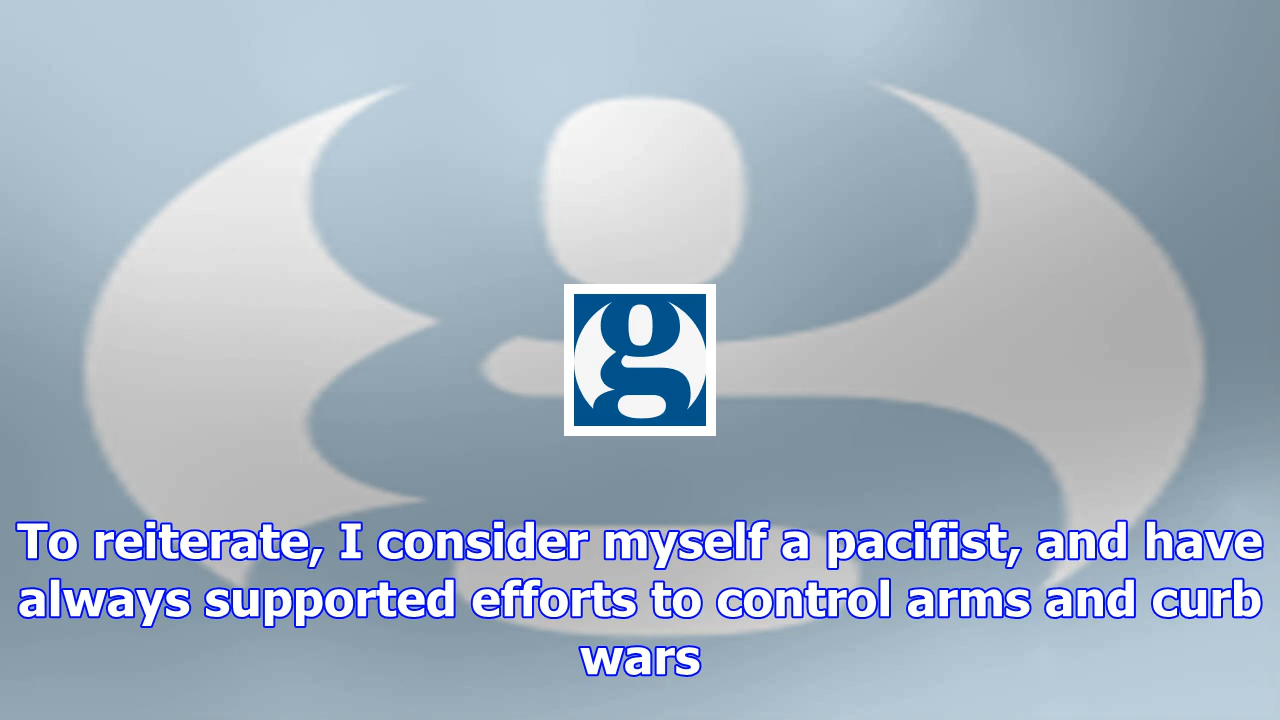 g
To reiterate, I consider myself a pacifist, and have
always supported efforts to control arms and curb
wars